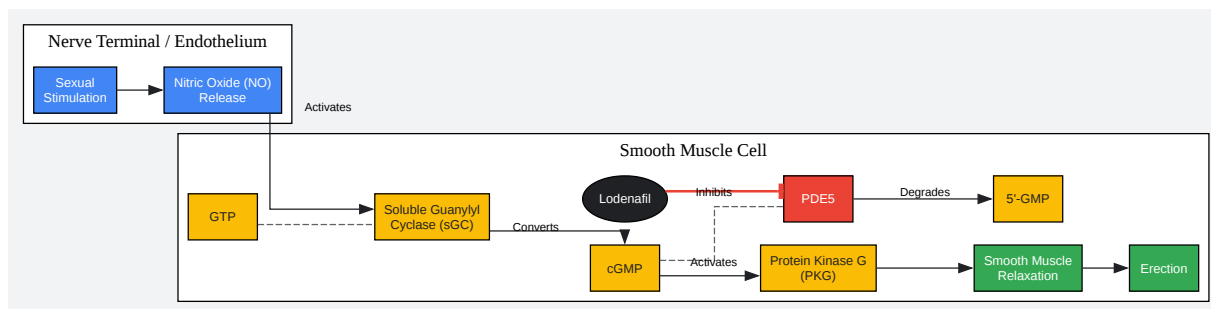 Nerve Terminal / Endothelium
Sexual
Stimulation
Nitric Oxide (NO)
Release
Activates
Smooth Muscle Cell
GTP
Soluble Guanylyl
Cyclase (sGC)
Converts
Lodenafil
Inhibits
PDE5
Degrades
5'-GMP
cGMP
Activates
Protein Kinase G
(PKG)
Smooth Muscle
Relaxation
Erection